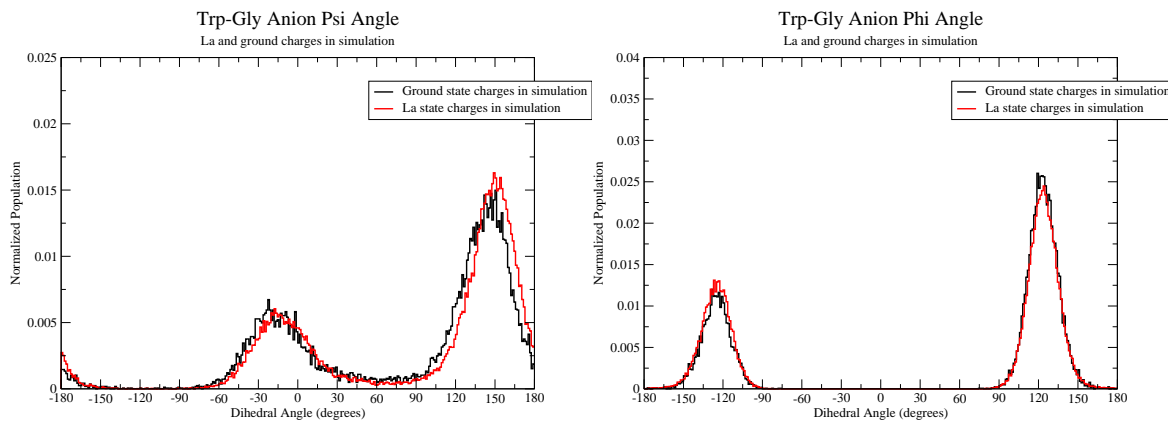 Trp-Gly Anion Psi Angle
La and ground charges in simulation
0.025
0.02
0.015
0.01
0.005
0
Normalized Population
Ground state charges in simulation
La state charges in simulation
-180 -150 -120 -90 -60 -30 0 30 60 90 120 150 180
Dihedral Angle (degrees)
Trp-Gly Anion Phi Angle
La and ground charges in simulation
0.04
0.035
0.03
0.025
0.02
0.015
0.01
0.005
0
Normalized Population
Ground state charges in simulation
La state charges in simulation
-180 -150 -120 -90 -60 -30 0 30 60 90 120 150 180
Dihedral Angle (degrees)